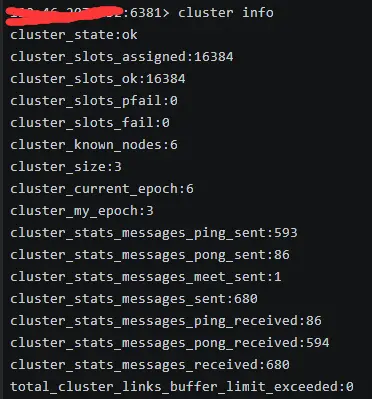 :6381> cluster info
cluster_state:ok
cluster_slots_assigned:16384
cluster_slots_ok:16384
cluster_slots_pfail:0
cluster_slots_fail:0
cluster_known_nodes:6
cluster_size:3
cluster_current_epoch:6
cluster_my_epoch:3
cluster_stats_messages_ping_sent:593
cluster_stats_messages_pong_sent:86
cluster_stats_messages_meet_sent:1
cluster_stats_messages_sent:680
cluster_stats_messages_ping_received:86
cluster_stats_messages_pong_received:594
cluster_stats_messages_received:680
total_cluster_links_buffer_limit_exceeded:0